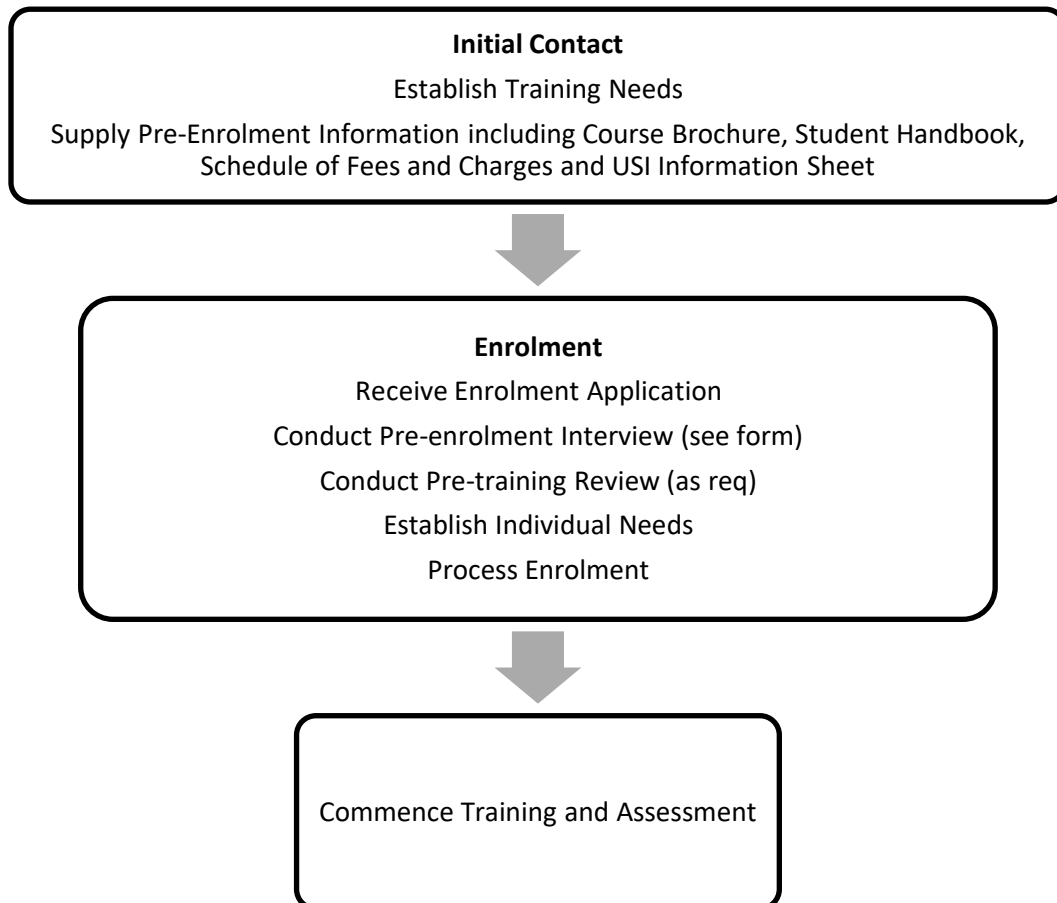 Initial Contact
Establish Training Needs
Supply Pre-Enrolment Information including Course Brochure, Student Handbook,
Schedule of Fees and Charges and USI Information Sheet
Enrolment
Receive Enrolment Application
Conduct Pre-enrolment Interview (see form)
Conduct Pre-training Review (as req)
Establish Individual Needs
Process Enrolment
Commence Training and Assessment